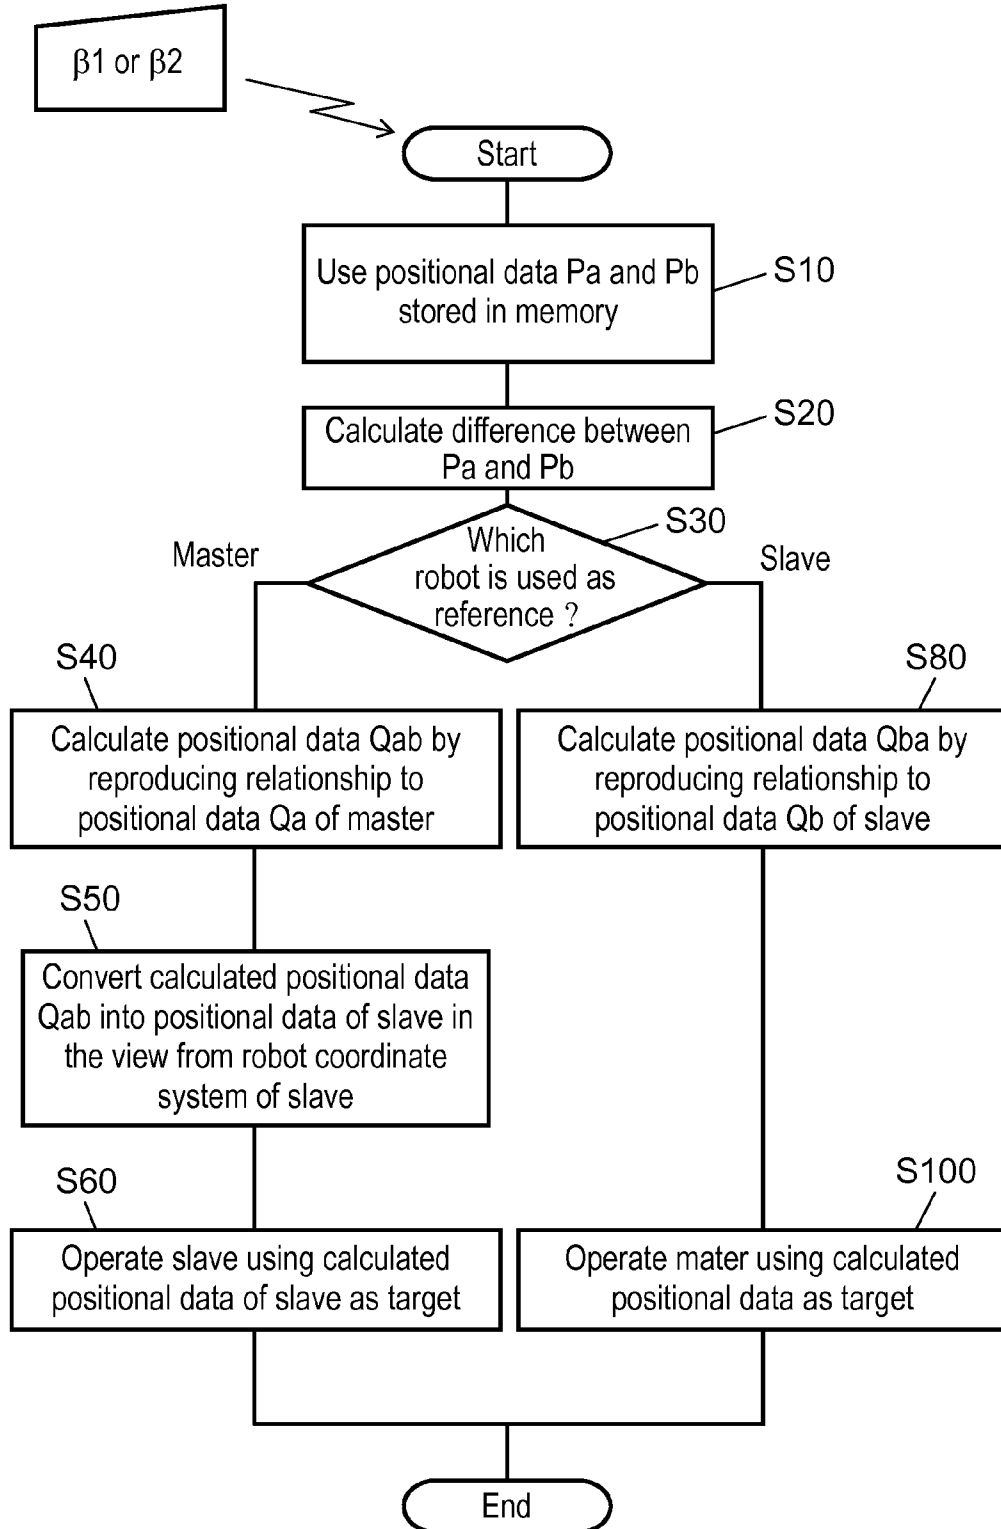 β1 or β2
Start
Use positional data Pa and Pb
stored in memory
S10
Calculate difference between
Pa and Pb
S20
Which
robot is used as
reference ?
S30
Master
Slave
S40
Calculate positional data Qab by
reproducing relationship to
positional data Qa of master
S80
Calculate positional data Qba by
reproducing relationship to
positional data Qb of slave
S50
Convert calculated positional data
Qab into positional data of slave in
the view from robot coordinate
system of slave
S60
Operate slave using calculated
positional data of slave as target
S100
Operate mater using calculated
positional data as target
End